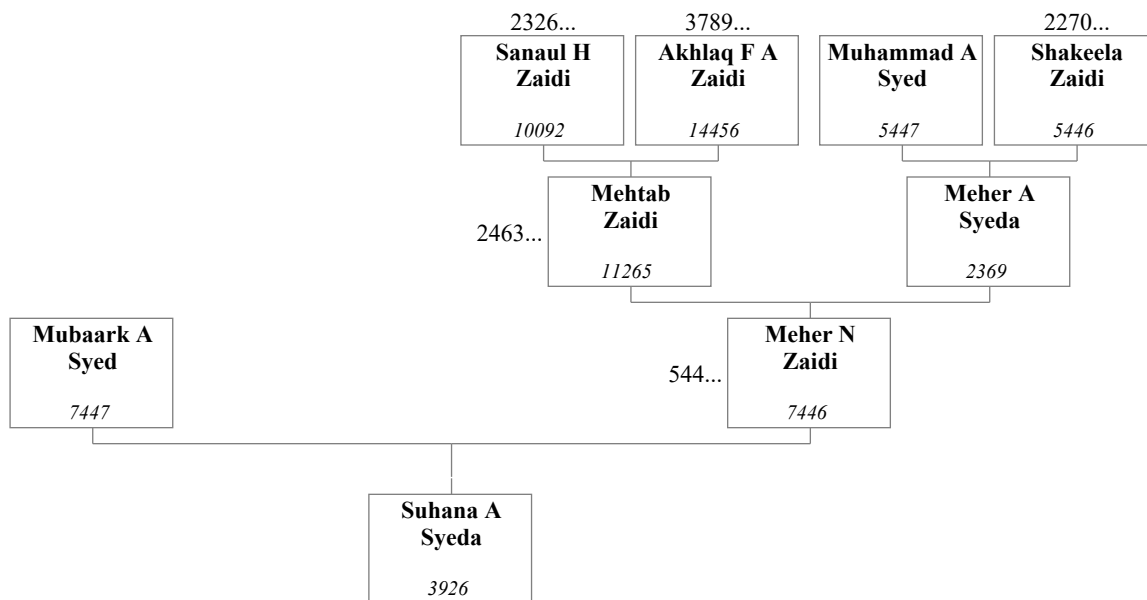 2326...
3789...
2270...
Sanaul H
Zaidi
10092
Akhlaq F A
Zaidi
14456
Muhammad A
Syed
5447
Shakeela
Zaidi
5446
2463...
Mehtab
Zaidi
11265
Meher A
Syeda
2369
Mubaark A
Syed
7447
544...
Meher N
Zaidi
7446
Suhana A
Syeda
3926